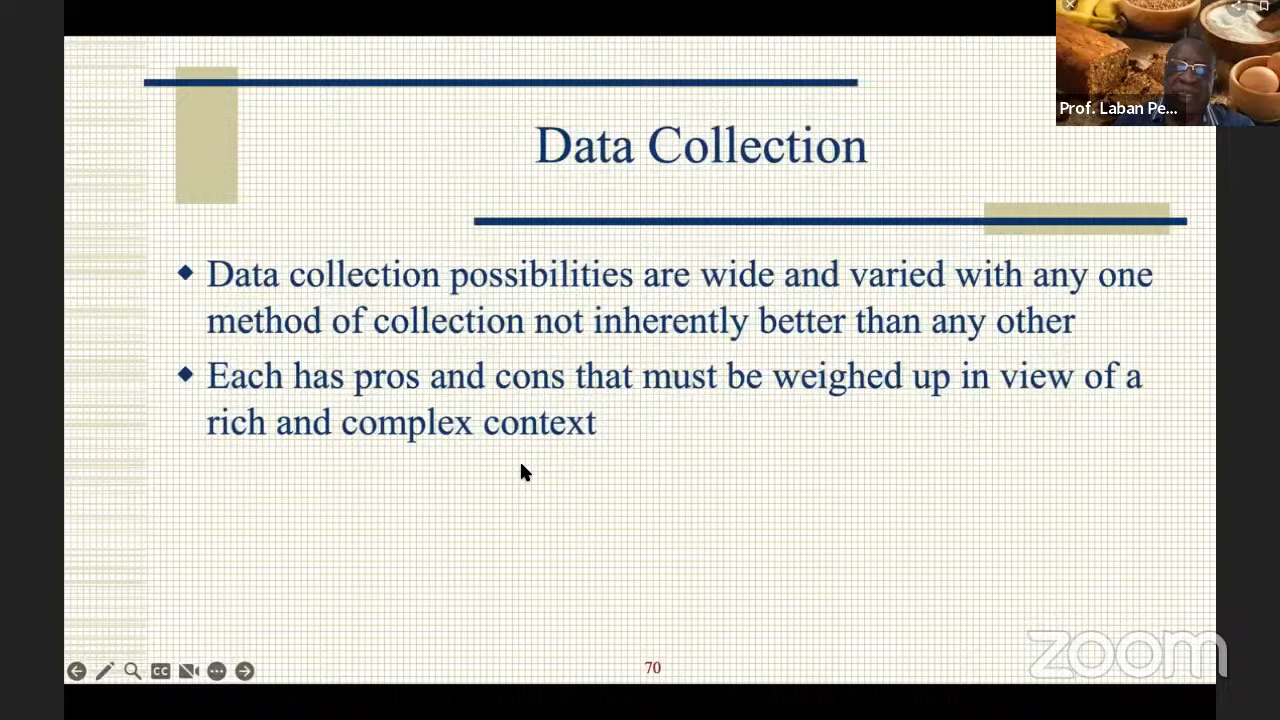 Prof. Laban Pe...
Data Collection
Data collection possibilities are wide and varied with any one
method of collection not inherently better than any other
Each has pros and cons that must be weighed up in view of a
rich and complex context
CC
70
zoom